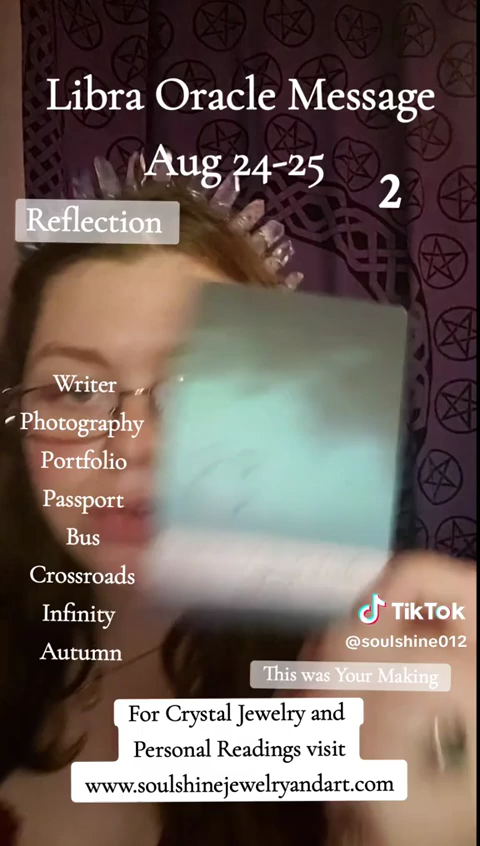 Libra Oracle Message
Aug 24-25
2
Reflection
Writer
Photography
Portfolio
Passport
Bus
Crossroads
Infinity
Autumn
TikTok
@soulshine012
This was Your Making
For Crystal Jewelry and
Personal Readings visit
www.soulshinejewelryandart.com